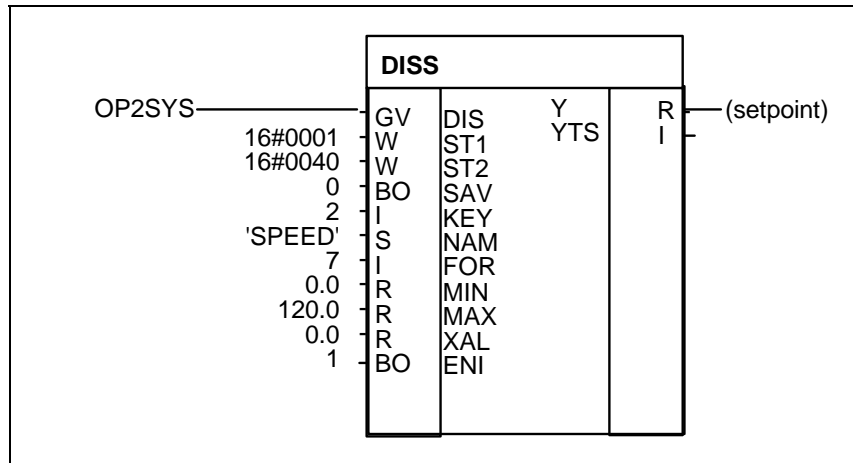 DISS
OP2SYS GV DIS Y R (setpoint)
16#0001 W ST1 YTS I
16#0040 W ST2
0 BO SAV
2 I KEY
'SPEED' S NAM
7 I FOR
0.0 R MIN
120.0 R MAX
0.0 R XAL
1 BO ENI